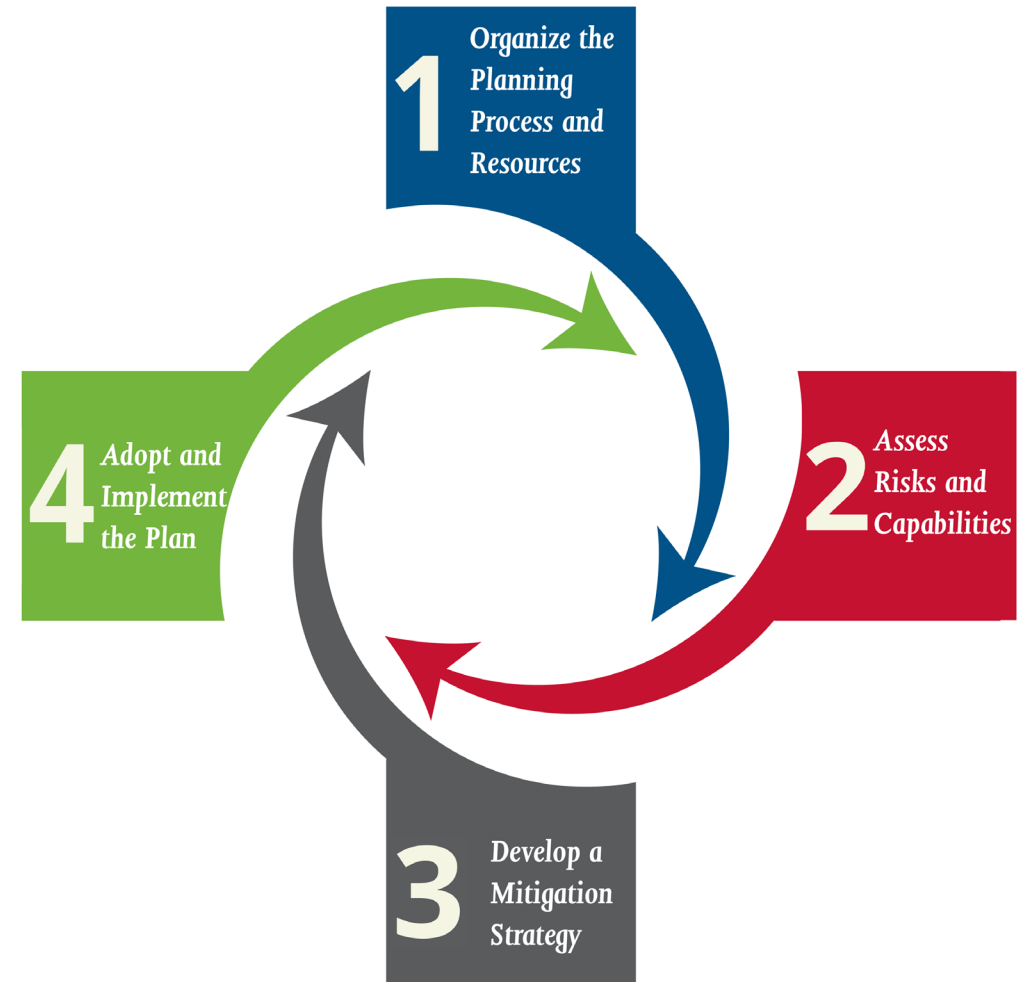 1
Organize the
Planning
Process and
Resources
2
Assess
Risks and
Capabilities
3
Develop a
Mitigation
Strategy
4
Adopt and
Implement
the Plan